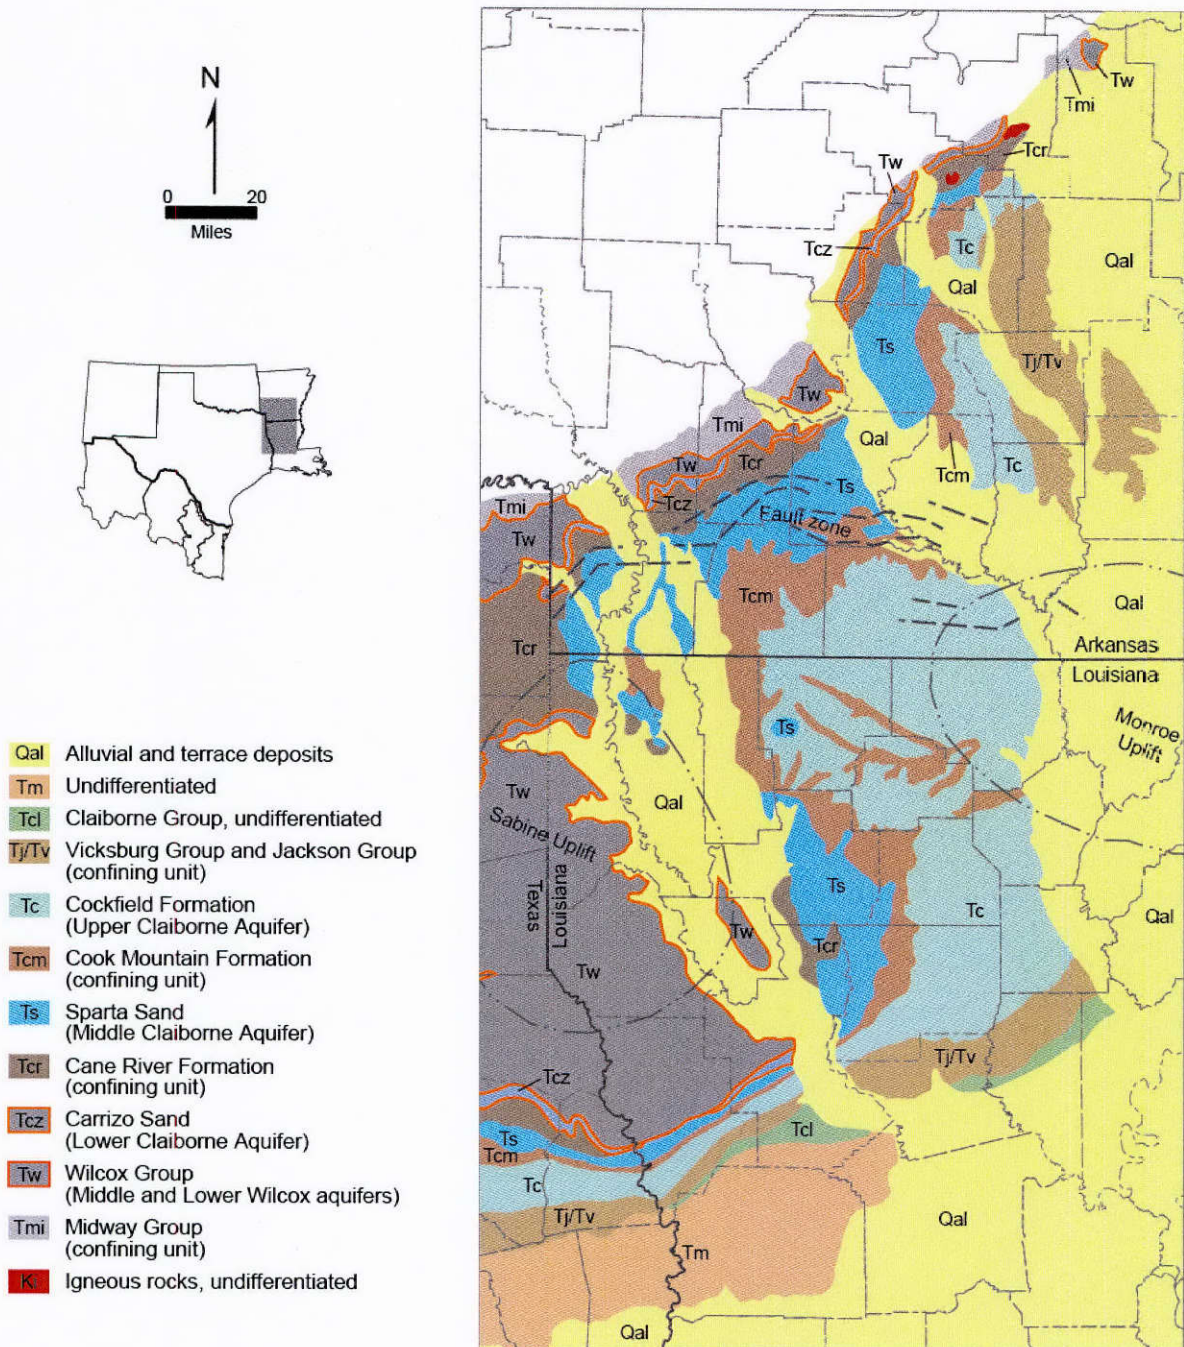 N
0 20
Miles
Qal Alluvial and terrace deposits
Tm Undifferentiated
Tcl Claiborne Group, undifferentiated
Tj/Tv Vicksburg Group and Jackson Group
(confining unit)
Tc Cockfield Formation
(Upper Claiborne Aquifer)
Tcm Cook Mountain Formation
(confining unit)
Ts Sparta Sand
(Middle Claiborne Aquifer)
Tcr Cane River Formation
(confining unit)
Tcz Carrizo Sand
(Lower Claiborne Aquifer)
Tw Wilcox Group
(Middle and Lower Wilcox aquifers)
Tmi Midway Group
(confining unit)
Igneous rocks, undifferentiated
Tw
Tmi
Tcr
Tw
Tcz
Tc
Qal
Qal
Ts
Tj/Tv
Tw
Tmi
Qal
Tw
Tcr
Tcm
Tc
Ts
Tcz
Tmi
Fault zone
Tw
Tcm
Qal
Tcr
Arkansas
Louisiana
Ts
Monroe
Uplift
Tw
Qal
Sabine Uplift
Texas
Louisiana
Ts
Tc
Qal
Tw
Tcr
Tw
Tj/Tv
Tcz
Tcl
Ts
Tcm
Tc
Tj/Tv
Qal
Tm
Qal